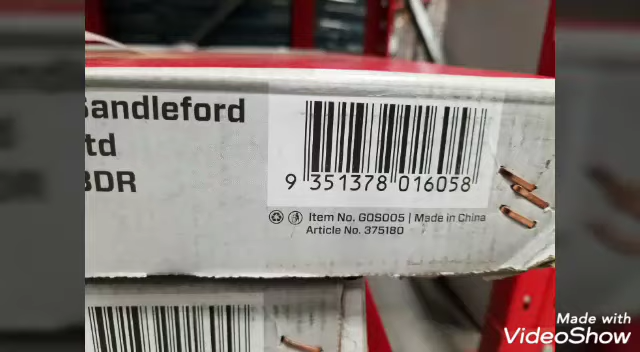 Sandleford
td
BDR
9 351378 016058
Item No. GOS005 | Made in China
Article No. 375180
Made with
VideoShow